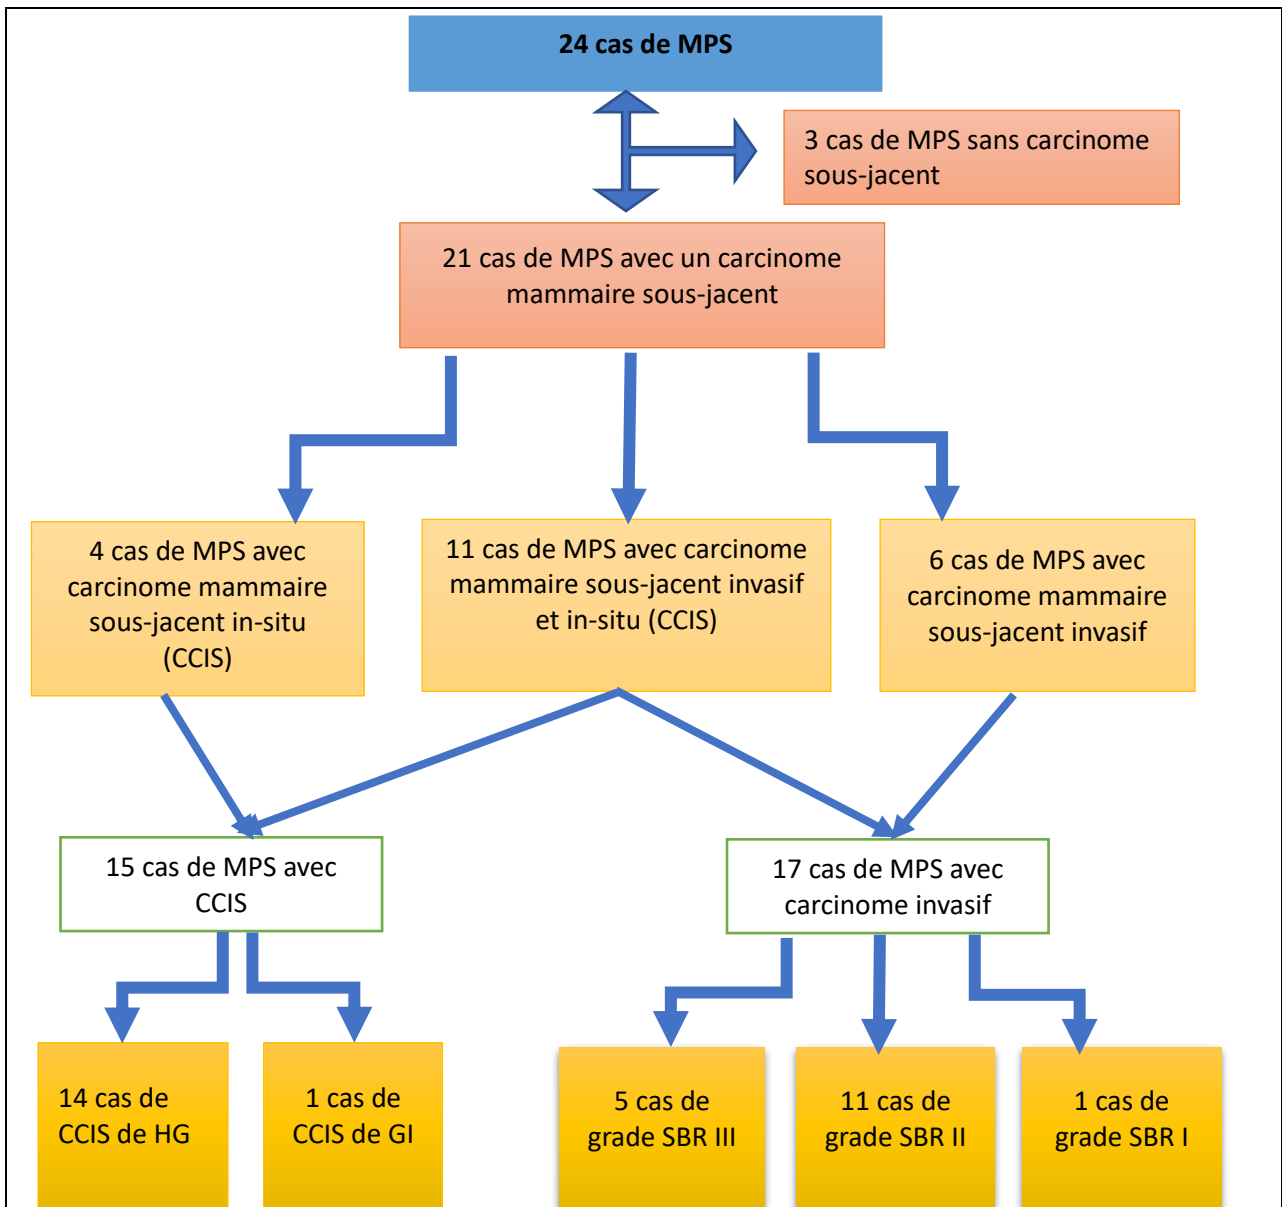 24 cas de MPS
3 cas de MPS sans carcinome
sous-jacent
21 cas de MPS avec un carcinome
mammaire sous-jacent
4 cas de MPS avec
carcinome mammaire
sous-jacent in-situ
(CCIS)
11 cas de MPS avec carcinome
mammaire sous-jacent invasif
et in-situ (CCIS)
6 cas de MPS avec
carcinome mammaire
sous-jacent invasif
15 cas de MPS avec
CCIS
17 cas de MPS avec
carcinome invasif
14 cas de
CCIS de HG
1 cas de
CCIS de GI
5 cas de
grade SBR III
11 cas de
grade SBR II
1 cas de
grade SBR I